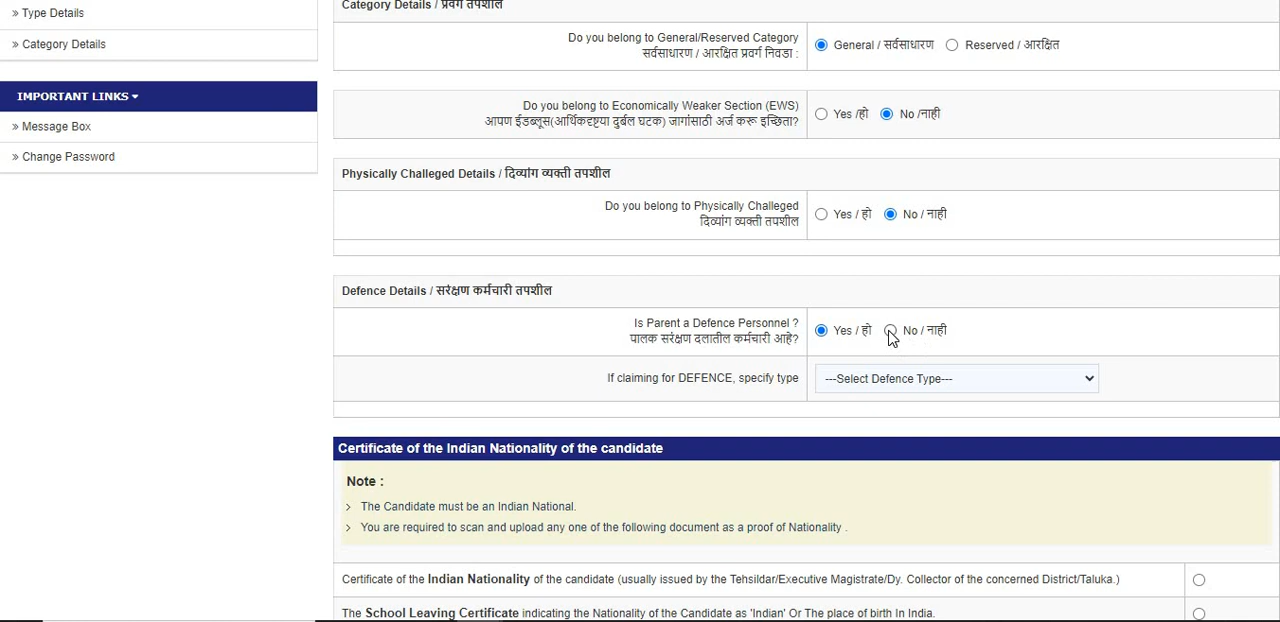 » Type Details
» Category Details
IMPORTANT LINKS
» Message Box
» Change Password
Category Details / प्रवर्ग तपशील
Do you belong to General/Reserved Category
सर्वसाधारण / आरक्षित प्रवर्ग निवडा :
General / सर्वसाधारण Reserved / आरक्षित
Do you belong to Economically Weaker Section (EWS)
आपण ईडब्लूस(आर्थिकदृष्टया दुर्बल घटक) जागांसाठी अर्ज करू इच्छिता?
Yes /हो No /नाही
Physically Challeged Details / दिव्यांग व्यक्ती तपशील
Do you belong to Physically Challeged
दिव्यांग व्यक्ती तपशील
Yes / हो No / नाही
Defence Details / सरंक्षण कर्मचारी तपशील
Is Parent a Defence Personnel ?
पालक सरंक्षण दलातील कर्मचारी आहे?
Yes / हो No / नाही
If claiming for DEFENCE, specify type
---Select Defence Type---
Certificate of the Indian Nationality of the candidate
Note :
> The Candidate must be an Indian National.
> You are required to scan and upload any one of the following document as a proof of Nationality .
Certificate of the Indian Nationality of the candidate (usually issued by the Tehsildar/Executive Magistrate/Dy. Collector of the concerned District/Taluka.)
The School Leaving Certificate indicating the Nationality of the Candidate as 'Indian' Or The place of birth In India.